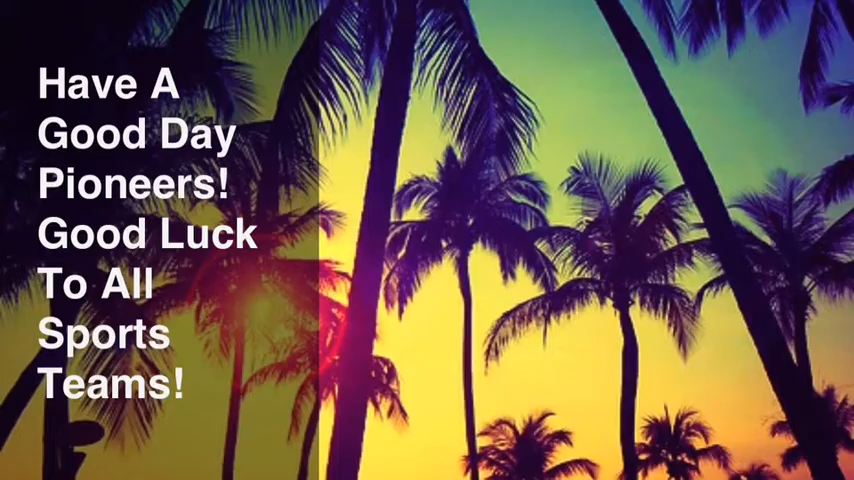 Have A
Good Day
Pioneers!
Good Luck
To All
Sports
Teams!